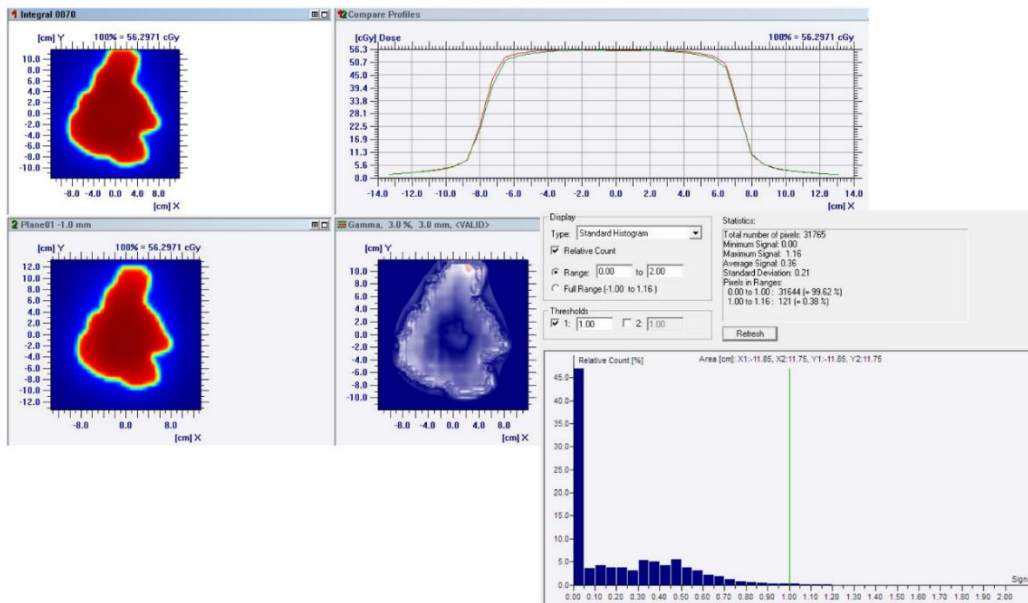 1 Integral 0070
[cm] Y 100% = 56.2971 cGy
10.0
8.0
6.0
4.0
2.0
0.0
-2.0
-4.0
-6.0
-8.0
-10.0
-8.0 -4.0 0.0 4.0 8.0
[cm] X
12 Compare Profiles
[cGy] Dose 100% = 56.2971 cGy
56.3
50.7
45.0
39.4
33.8
28.1
22.5
16.9
11.3
5.6
0.0
-14.0 -12.0 -10.0 -8.0 -6.0 -4.0 -2.0 0.0 2.0 4.0 6.0 8.0 10.0 12.0 14.0
[cm] X
2 Plane01 -1.0 mm
[cm] Y 100% = 56.2971 cGy
12.0
10.0
8.0
6.0
4.0
2.0
0.0
-2.0
-4.0
-6.0
-8.0
-10.0
-12.0
-8.0 0.0 8.0
[cm] X
Gamma, 3.0 %, 3.0 mm, <VALID>
[cm] Y
10.0
8.0
6.0
4.0
2.0
0.0
-2.0
-4.0
-6.0
-8.0
-10.0
-8.0 -4.0 0.0 4.0 8.0
[cm] X
Display
Type: Standard Histogram
Relative Count
Range: 0.00 to 2.00
Full Range (-1.00 to 1.16)
Thresholds
1: 1.00 2: 1.00
Statistics:
Total number of pixels: 31765
Minimum Signal: 0.00
Maximum Signal: 1.16
Average Signal: 0.36
Standard Deviation: 0.21
Pixels in Ranges:
0.00 to 1.00 : 31644 (= 99.62 %)
1.00 to 1.16 : 121 (= 0.38 %)
Refresh
Relative Count [%] Area [cm]: X1:-11.85, X2:11.75, Y1:-11.85, Y2:11.75
45.0
40.0
35.0
30.0
25.0
20.0
15.0
10.0
5.0
0.0
Signa
0.00 0.10 0.20 0.30 0.40 0.50 0.60 0.70 0.80 0.90 1.00 1.10 1.20 1.30 1.40 1.50 1.60 1.70 1.80 1.90 2.00